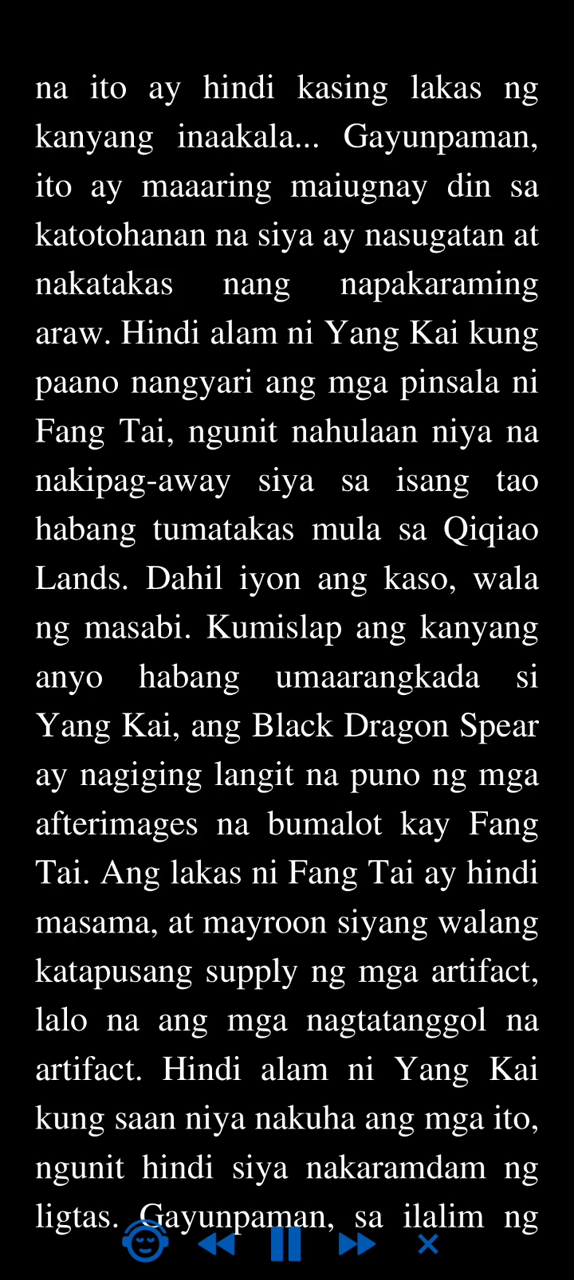 na ito ay hindi kasing lakas ng
kanyang inaakala... Gayunpaman,
ito ay maaaring maiugnay din sa
katotohanan na siya ay nasugatan at
nakatakas nang napakaraming
araw. Hindi alam ni Yang Kai kung
paano nangyari ang mga pinsala ni
Fang Tai, ngunit nahulaan niya na
nakipag-away siya sa isang tao
habang tumatakas mula sa Qiqiao
Lands. Dahil iyon ang kaso, wala
ng masabi. Kumislap ang kanyang
anyo habang umaarangkada si
Yang Kai, ang Black Dragon Spear
ay nagiging langit na puno ng mga
afterimages na bumalot kay Fang
Tai. Ang lakas ni Fang Tai ay hindi
masama, at mayroon siyang walang
katapusang supply ng mga artifact,
lalo na ang mga nagtatanggol na
artifact. Hindi alam ni Yang Kai
kung saan niya nakuha ang mga ito,
ngunit hindi siya nakaramdam ng
ligtas. Gayunpaman, sa ilalim ng